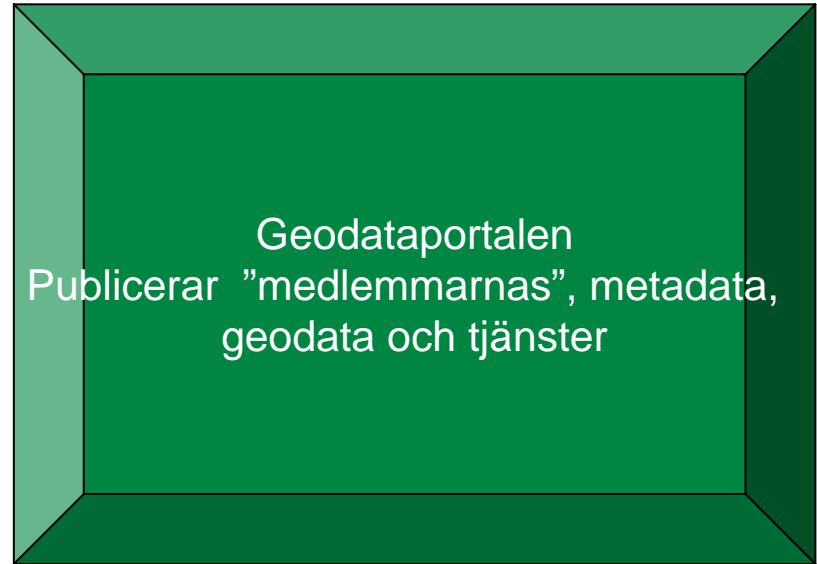 Geodataportalen
Publicerar  ”medlemmarnas”, metadata,
geodata och tjänster